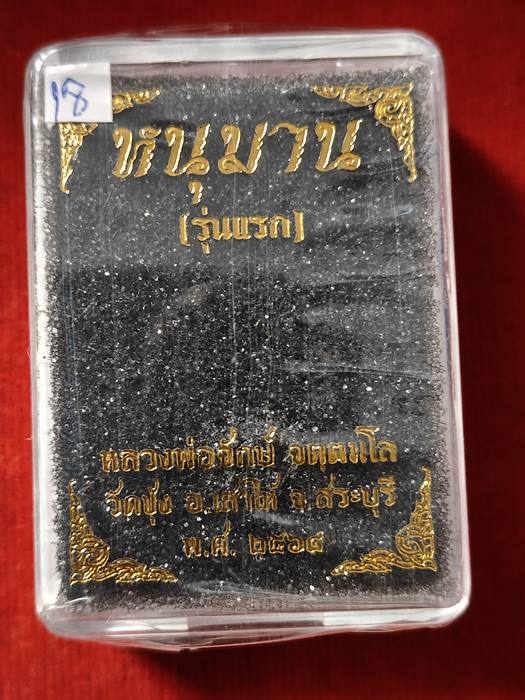 18
หนุมาน
(รุ่นแรก)
หลวงพ่อรักษ์ จตฺตมโล
วัดซุ้ง อ.เสาไห้ จ.สระบุรี
พ.ศ. ๒๕๖๔